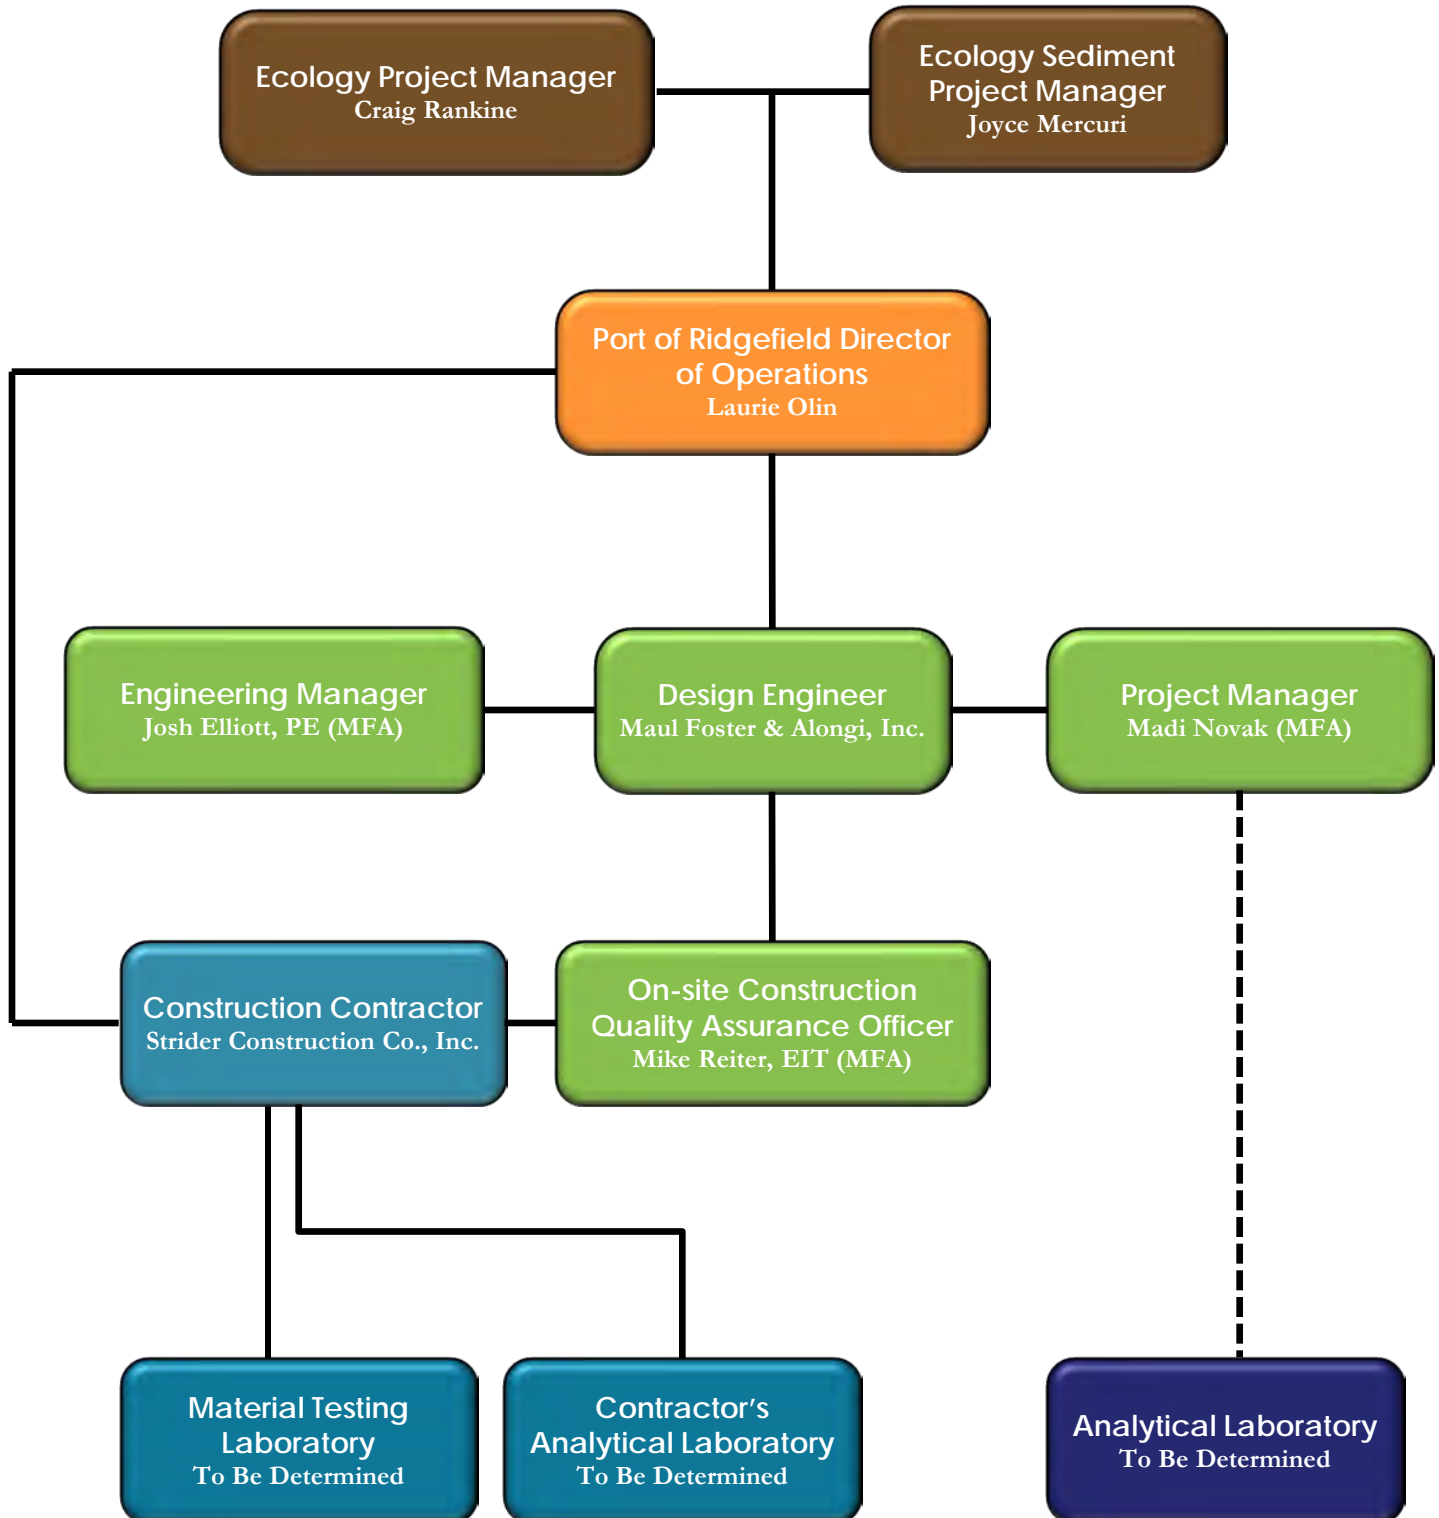 Ecology Project Manager
Craig Rankine
Ecology Sediment
Project Manager
Joyce Mercuri
Port of Ridgefield Director
of Operations
Laurie Olin
Engineering Manager
Josh Elliott, PE (MFA)
Design Engineer
Maul Foster & Alongi, Inc.
Project Manager
Madi Novak (MFA)
Construction Contractor
Strider Construction Co., Inc.
On-site Construction
Quality Assurance Officer
Mike Reiter, EIT (MFA)
Material Testing
Laboratory
To Be Determined
Contractor's
Analytical Laboratory
To Be Determined
Analytical Laboratory
To Be Determined